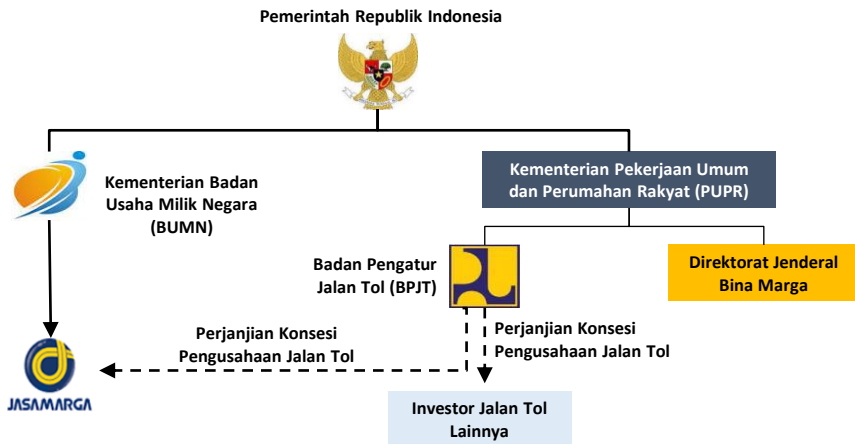 Pemerintah Republik Indonesia
Kementerian Badan
Usaha Milik Negara
(BUMN)
Kementerian Pekerjaan Umum
dan Perumahan Rakyat (PUPR)
Badan Pengatur
Jalan Tol (BPJT)
Direktorat Jenderal
Bina Marga
Perjanjian Konsesi
Pengusahaan Jalan Tol
Perjanjian Konsesi
Pengusahaan Jalan Tol
JASAMARGA
Investor Jalan Tol
Lainnya